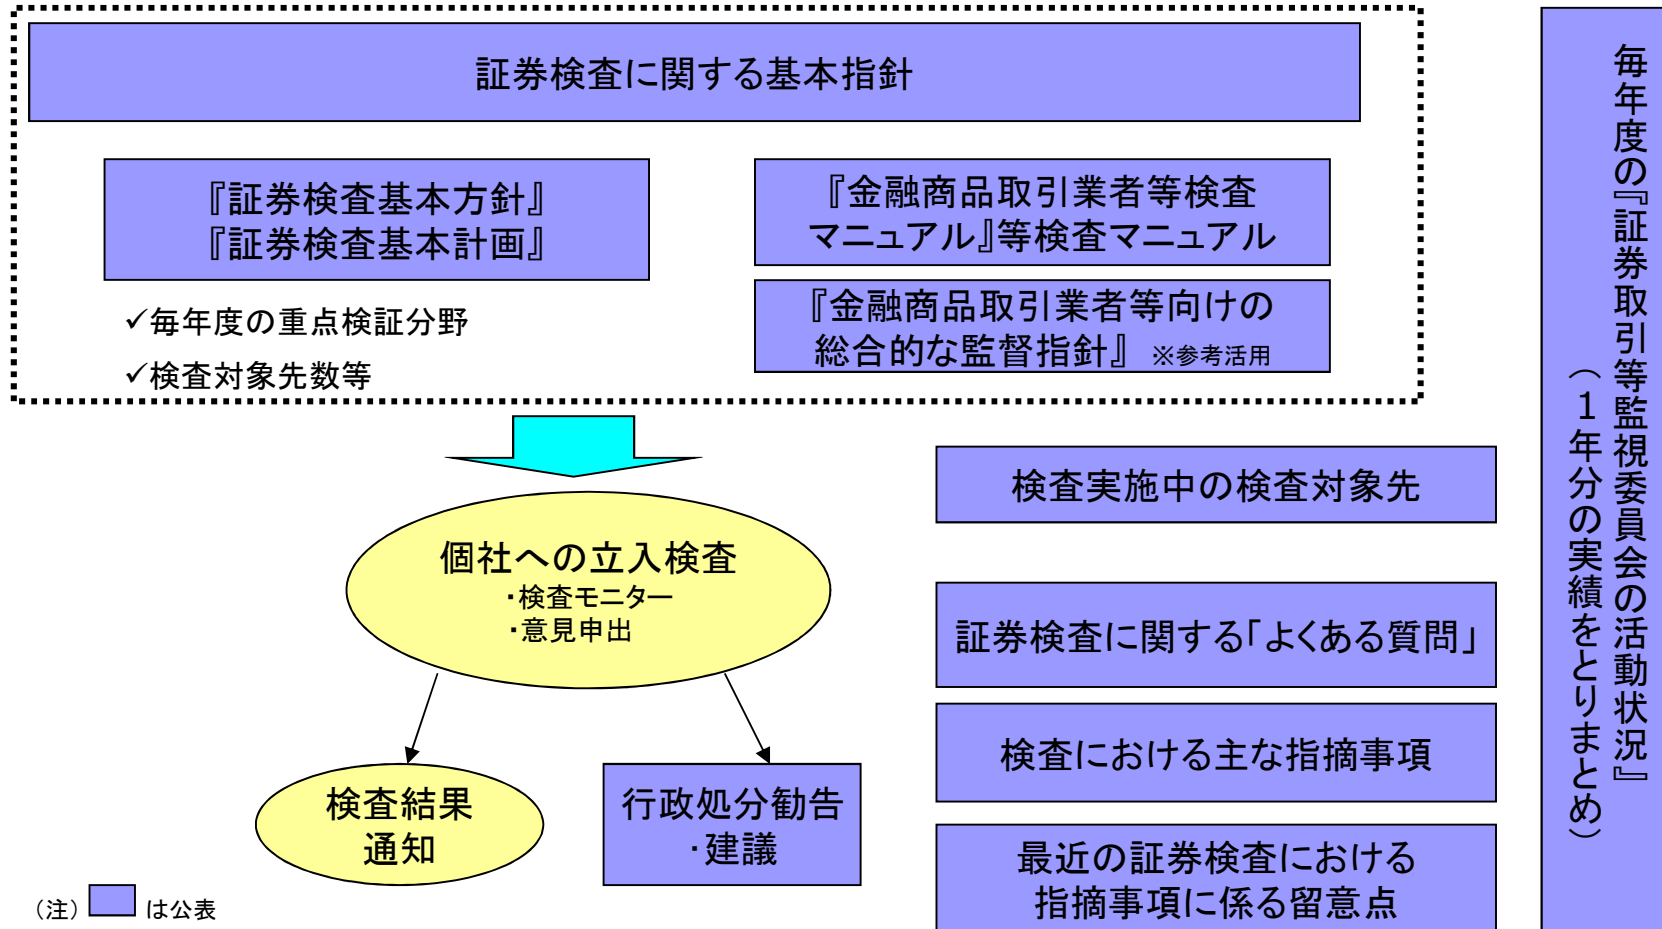 証券検査に関する基本指針
『証券検査基本方針』
『証券検査基本計画』
✓毎年度の重点検証分野
✓検査対象先数等
『金融商品取引業者等検査
マニュアル』等検査マニュアル
『金融商品取引業者等向けの
総合的な監督指針』 ※参考活用
個社への立入検査
・検査モニター
・意見申出
検査結果
通知
行政処分勧告
・建議
（注） は公表
検査実施中の検査対象先
証券検査に関する「よくある質問」
検査における主な指摘事項
最近の証券検査における
指摘事項に係る留意点
毎年度の『証券取引等監視委員会の活動状況』
（１年分の実績をとりまとめ）